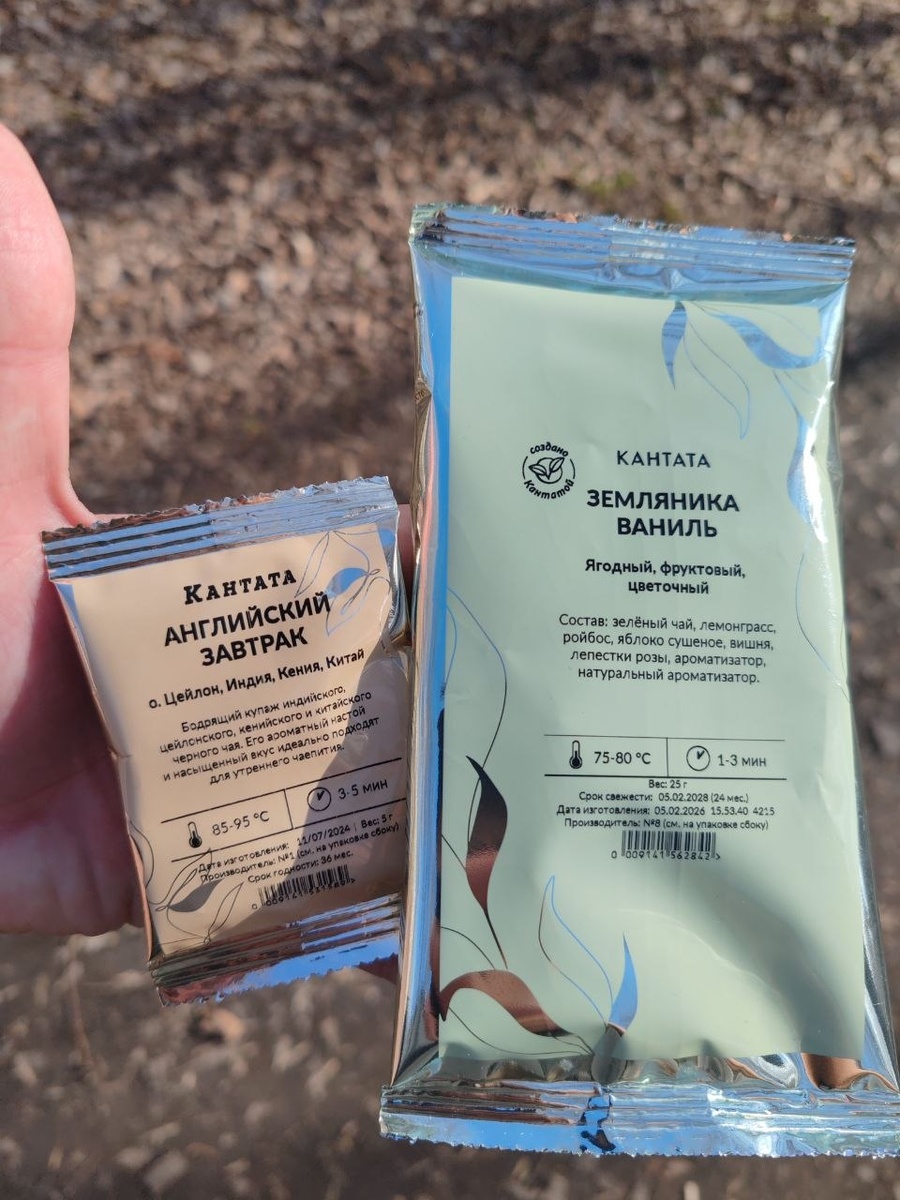 Кантата
АНГЛИЙСКИЙ
ЗАВТРАК
о. Цейлон, Индия, Кения, Китай
Бодрящий купаж индийского,
цейлонского, кенийского и китайского
черного чая. Его ароматный настой
и насыщенный вкус идеально подходят
для утреннего чаепития.
85-95 °C
3-5 мин
Дата изготовления: 11/07/2024 | Вес: 5 г
Производитель: №1 (см. на упаковке сбоку)
Срок годности: 36 мес.
создано
Кантатой
КАНТАТА
ЗЕМЛЯНИКА
ВАНИЛЬ
Ягодный, фруктовый,
цветочный
Состав: зелёный чай, лемонграсс,
ройбос, яблоко сушеное, вишня,
лепестки розы, ароматизатор,
натуральный ароматизатор.
75-80 °C
1-3 мин
Вес: 25 г
Срок свежести: 05.02.2028 (24 мес.)
Дата изготовления: 05.02.2026 15.53.40 4215
Производитель: №8 (см. на упаковке сбоку)
0 009141 562842 >